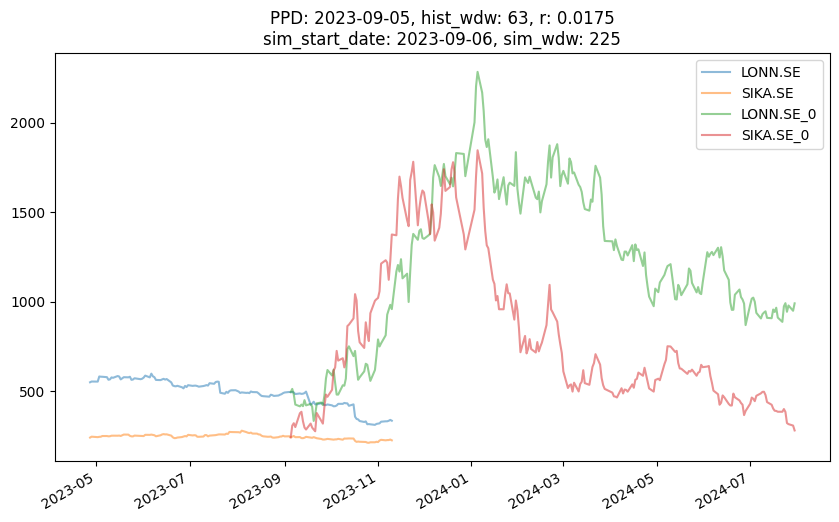 PPD: 2023-09-05, hist_wdw: 63, r: 0.0175
sim_start_date: 2023-09-06, sim_wdw: 225
LONN.SE
SIKA.SE
LONN.SE_0
SIKA.SE_0
2000
1500
1000
500
2023-05
2023-07
2023-09
2023-11
2024-01
2024-03
2024-05
2024-07